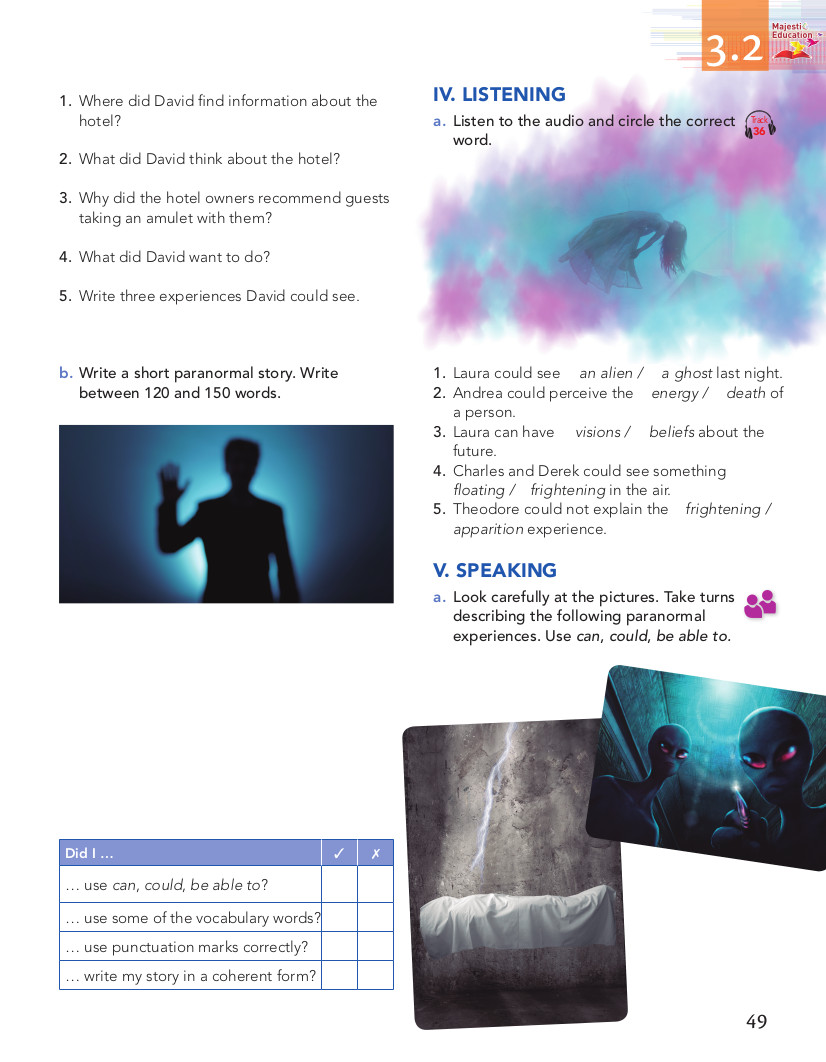 3.2
Majestic
Education
1. Where did David find information about the
hotel?
2. What did David think about the hotel?
3. Why did the hotel owners recommend guests
taking an amulet with them?
4. What did David want to do?
5. Write three experiences David could see.
b. Write a short paranormal story. Write
between 120 and 150 words.
Did I … ✓ ✗
… use can, could, be able to?
… use some of the vocabulary words?
… use punctuation marks correctly?
… write my story in a coherent form?
IV. LISTENING
a. Listen to the audio and circle the correct
word.
Track
36
1. Laura could see an alien / a ghost last night.
2. Andrea could perceive the energy / death of
a person.
3. Laura can have visions / beliefs about the
future.
4. Charles and Derek could see something
floating / frightening in the air.
5. Theodore could not explain the frightening /
apparition experience.
V. SPEAKING
a. Look carefully at the pictures. Take turns
describing the following paranormal
experiences. Use can, could, be able to.
49